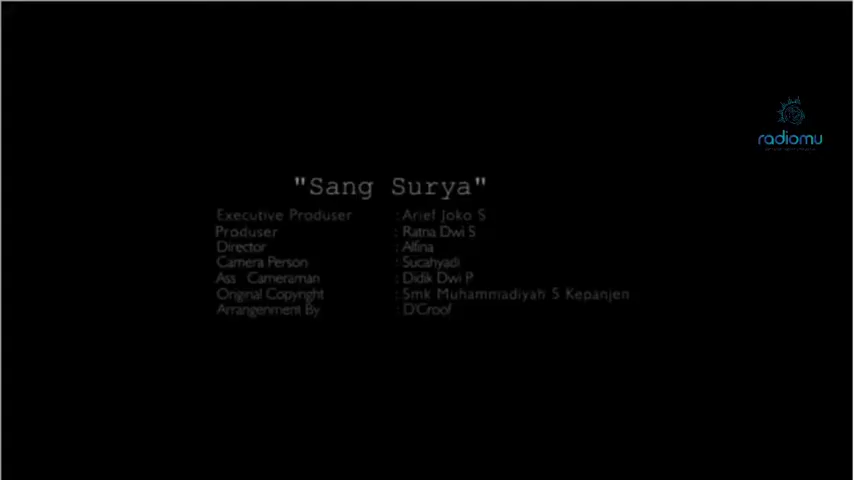 radiomu
"Sang Surya"
Executive Produser : Arief Joko S
Produser : Ratna Dwi S
Director : Alfina
Camera Person : Sucahyadi
Ass Cameraman : Didik Dwi P
Original Copyright : Smk Muhammadiyah 5 Kepanjen
Arrangenment By : D'Croof